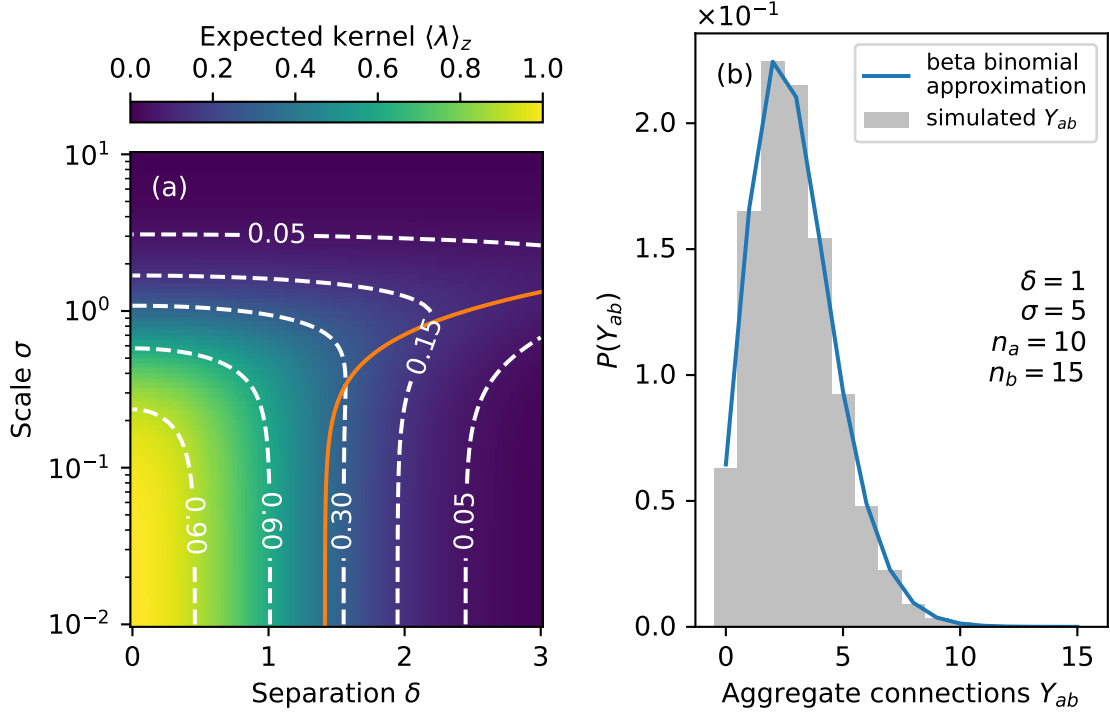 Expected kernel ⟨λ⟩z
0.0 0.2 0.4 0.6 0.8 1.0
(a)
10¹
10⁰
10⁻¹
10⁻²
Scale σ
0.05
0.15
0.90
0.60
0.30
0.05
0 1 2 3
Separation δ
×10⁻¹
(b)
beta binomial
approximation
simulated Yab
2.0
1.5
1.0
0.5
0.0
P(Yab)
δ = 1
σ = 5
na = 10
nb = 15
0 5 10 15
Aggregate connections Yab